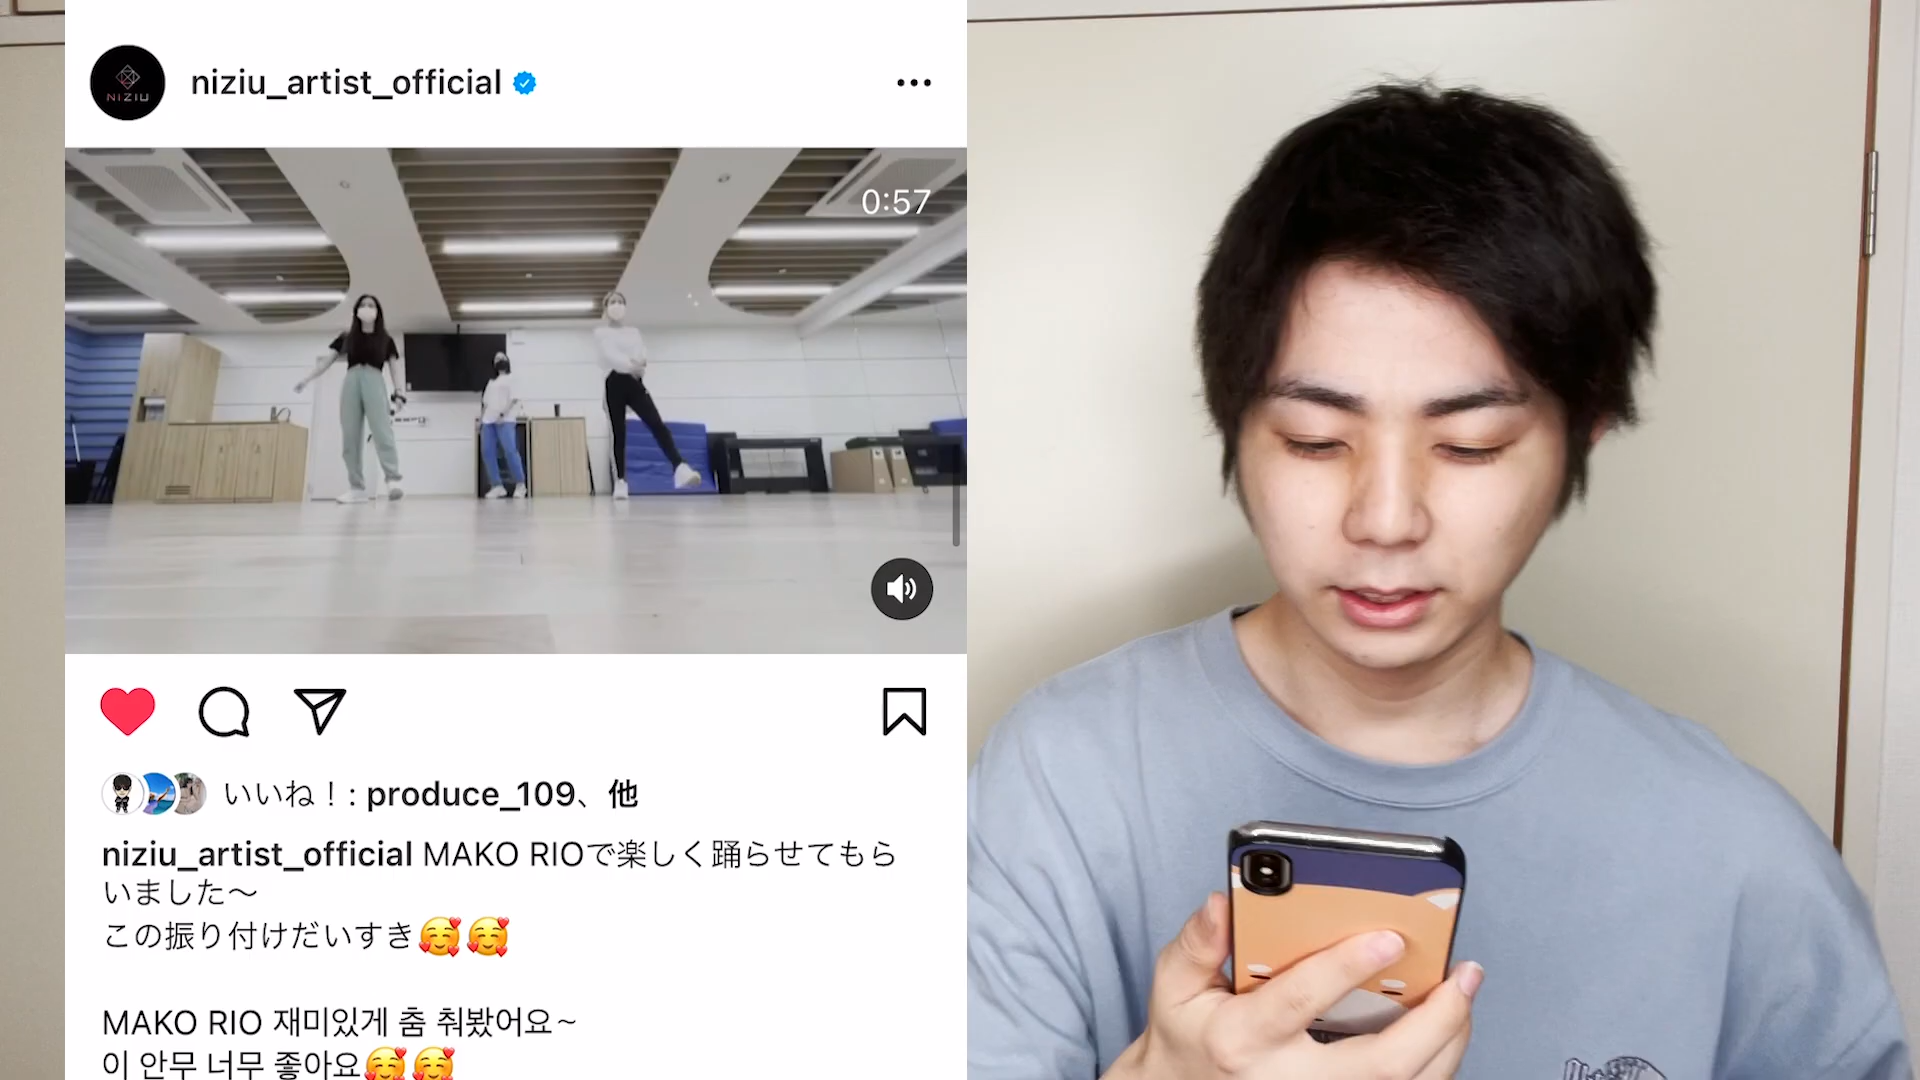 NIZIU
niziu_artist_official
0:57
いいね！: produce_109、他
niziu_artist_official MAKO RIOで楽しく踊らせてもら
いました〜
この振り付けだいすき🥰🥰
MAKO RIO 재미있게 춤 춰봤어요~
이 안무 너무 좋아요🥰🥰